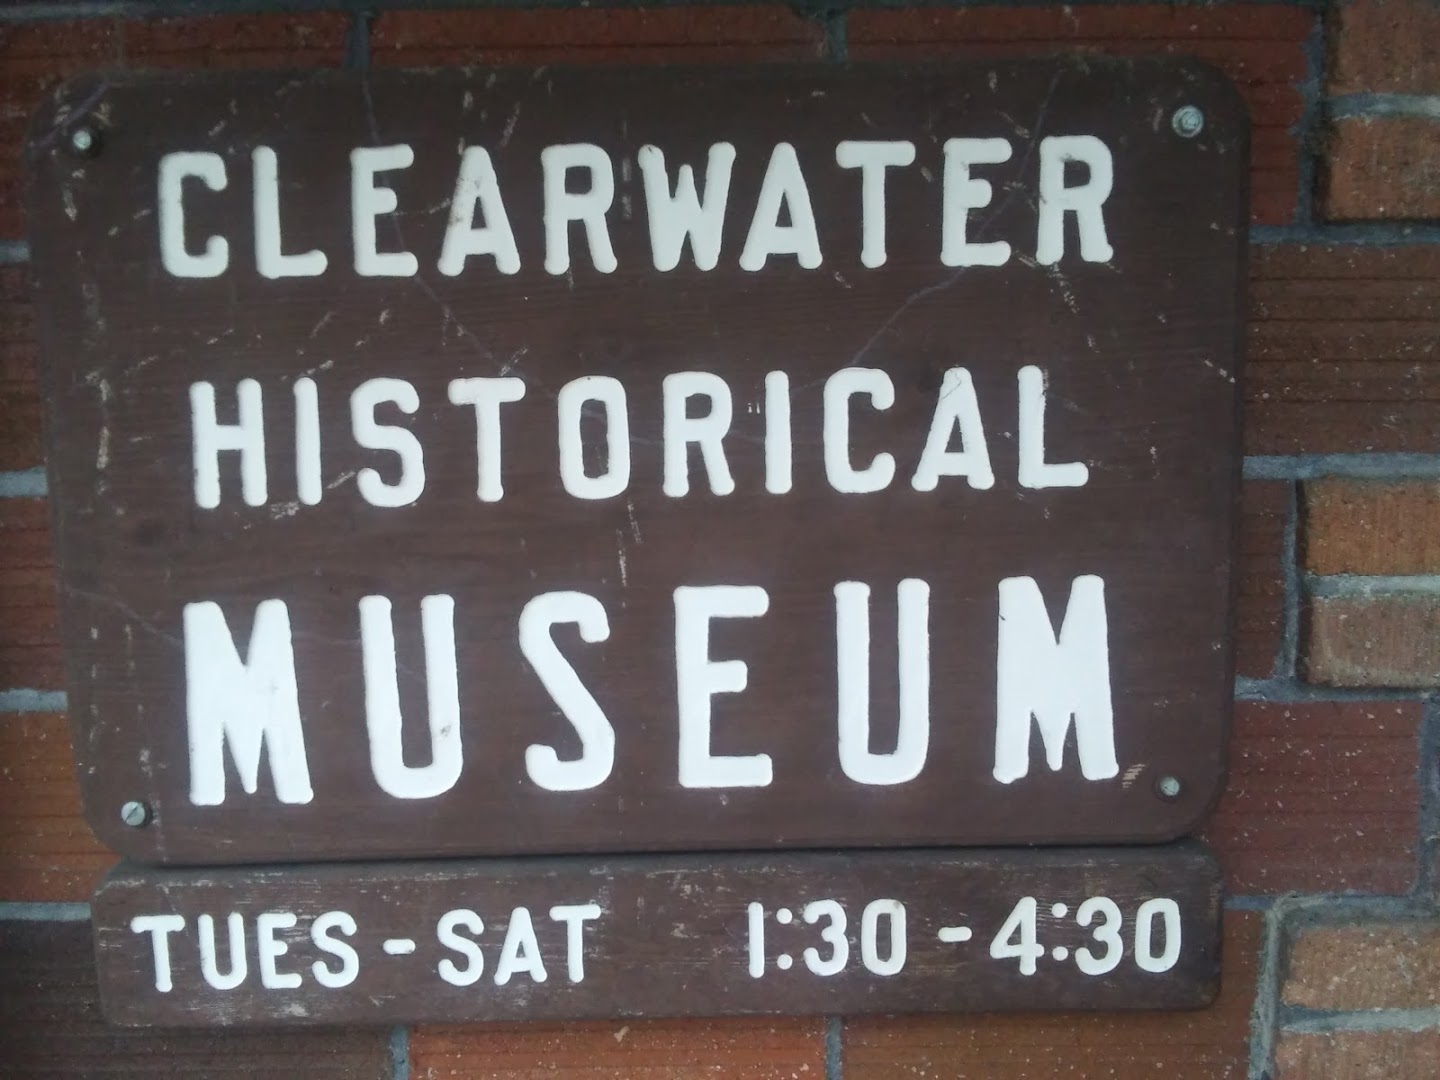 CLEARWATER
HISTORICAL
MUSEUM
TUES-SAT 1:30-4:30